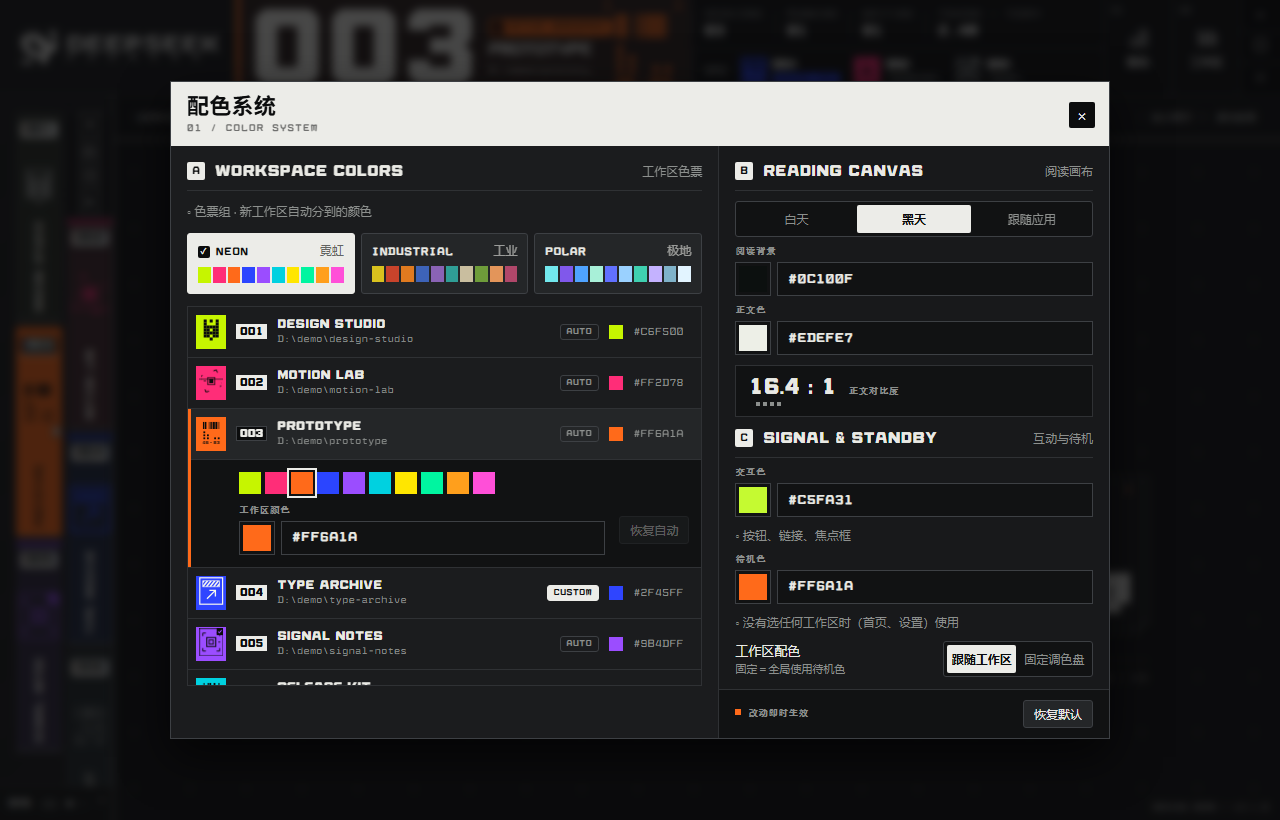 DEEPSEEK
003
PROTOTYPE
配色系统
01 / COLOR SYSTEM
×
A WORKSPACE COLORS 工作区色票
◦ 色票组 · 新工作区自动分到的颜色
✓ NEON 霓虹
INDUSTRIAL 工业
POLAR 极地
001 DESIGN STUDIO AUTO #C6F500
D:\demo\design-studio
002 MOTION LAB AUTO #FF2D78
D:\demo\motion-lab
003 PROTOTYPE AUTO #FF6A1A
D:\demo\prototype
工作区颜色
#FF6A1A 恢复自动
004 TYPE ARCHIVE CUSTOM #2F45FF
D:\demo\type-archive
005 SIGNAL NOTES AUTO #9B4DFF
D:\demo\signal-notes
RELEASE KIT
B READING CANVAS 阅读画布
白天 黑天 跟随应用
阅读背景
#0C100F
正文色
#EDEFE7
16.4 : 1 正文对比度
C SIGNAL & STANDBY 互动与待机
交互色
#C5FA31
◦ 按钮、链接、焦点框
待机色
#FF6A1A
◦ 没有选任何工作区时（首页、设置）使用
工作区配色
固定 = 全局使用待机色
跟随工作区 固定调色盘
改动即时生效 恢复默认